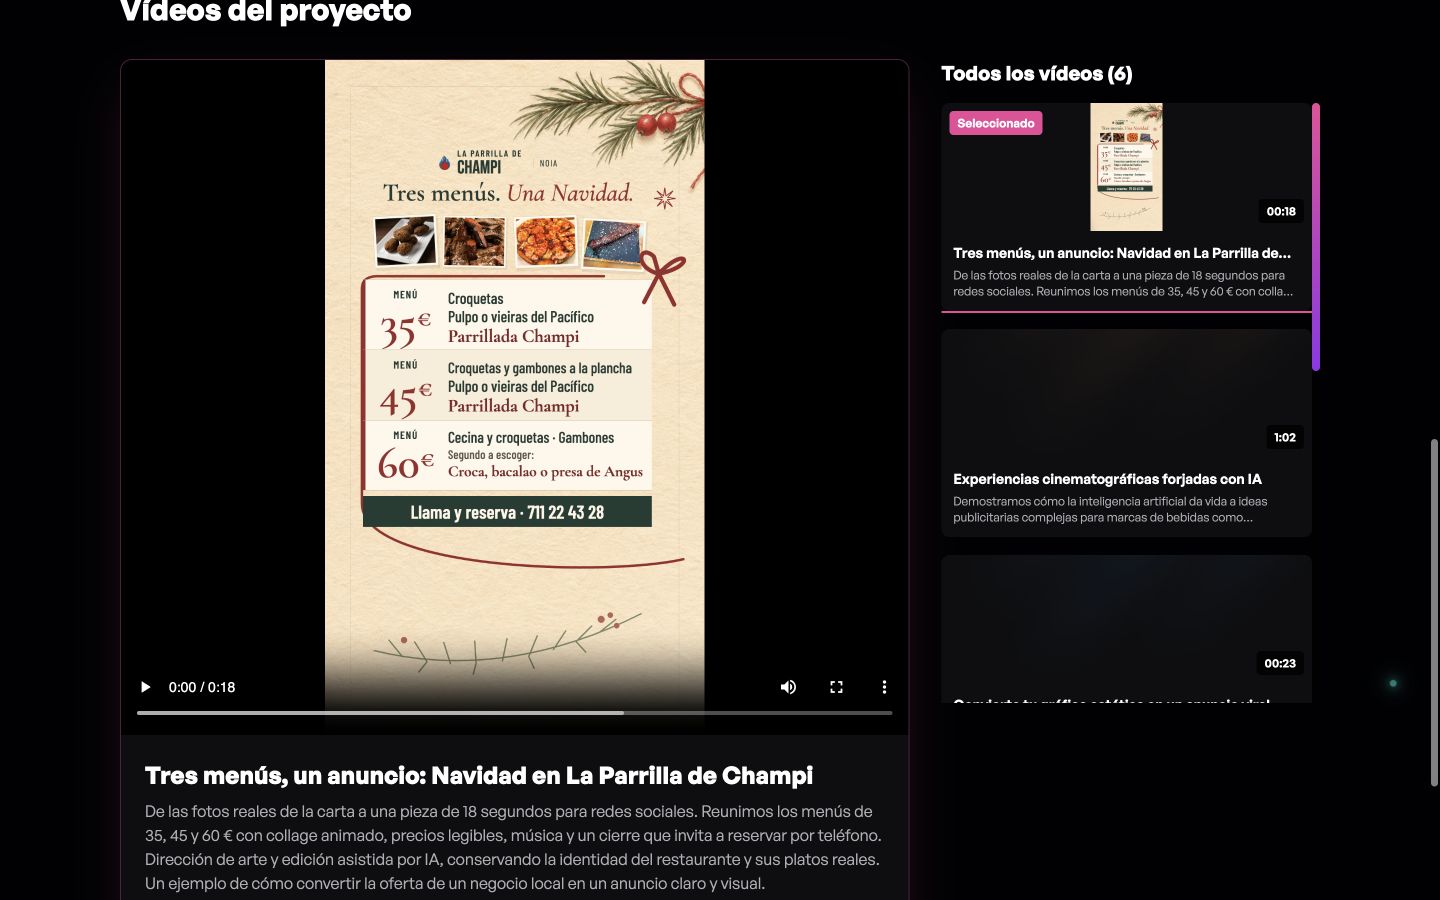 Vídeos del proyecto
LA PARRILLA DE
CHAMPI
NOIA
Tres menús. Una Navidad.
MENÚ
35€
Croquetas
Pulpo o vieiras del Pacífico
Parrillada Champi
MENÚ
45€
Croquetas y gambones a la plancha
Pulpo o vieiras del Pacífico
Parrillada Champi
MENÚ
60€
Cecina y croquetas · Gambones
Segundo a escoger:
Croca, bacalao o presa de Angus
Llama y reserva · 711 22 43 28
0:00 / 0:18
Tres menús, un anuncio: Navidad en La Parrilla de Champi
De las fotos reales de la carta a una pieza de 18 segundos para redes sociales. Reunimos los menús de
35, 45 y 60 € con collage animado, precios legibles, música y un cierre que invita a reservar por teléfono.
Dirección de arte y edición asistida por IA, conservando la identidad del restaurante y sus platos reales.
Un ejemplo de cómo convertir la oferta de un negocio local en un anuncio claro y visual.
Todos los vídeos (6)
Seleccionado
00:18
Tres menús, un anuncio: Navidad en La Parrilla de...
De las fotos reales de la carta a una pieza de 18 segundos para
redes sociales. Reunimos los menús de 35, 45 y 60 € con colla...
1:02
Experiencias cinematográficas forjadas con IA
Demostramos cómo la inteligencia artificial da vida a ideas
publicitarias complejas para marcas de bebidas como...
00:23